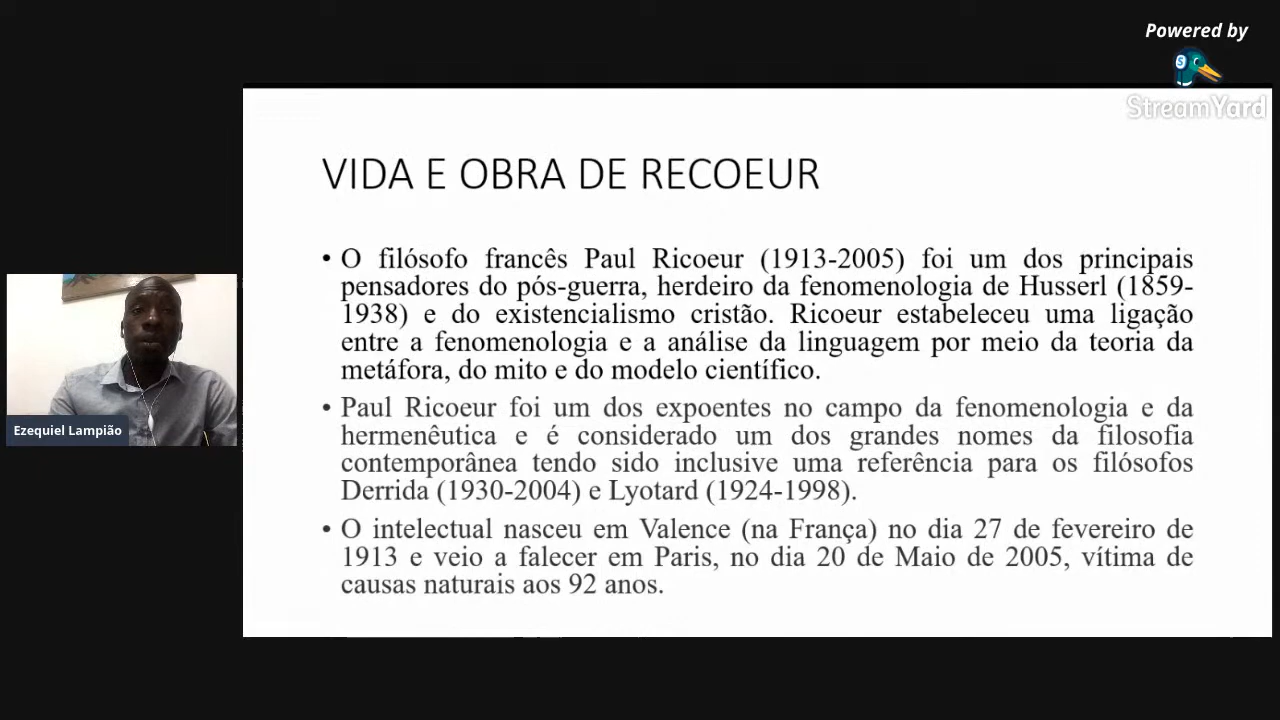 Powered by
StreamYard
VIDA E OBRA DE RECOEUR
• O filósofo francês Paul Ricoeur (1913-2005) foi um dos principais
pensadores do pós-guerra, herdeiro da fenomenologia de Husserl (1859-
1938) e do existencialismo cristão. Ricoeur estabeleceu uma ligação
entre a fenomenologia e a análise da linguagem por meio da teoria da
metáfora, do mito e do modelo científico.
• Paul Ricoeur foi um dos expoentes no campo da fenomenologia e da
hermenêutica e é considerado um dos grandes nomes da filosofia
contemporânea tendo sido inclusive uma referência para os filósofos
Derrida (1930-2004) e Lyotard (1924-1998).
• O intelectual nasceu em Valence (na França) no dia 27 de fevereiro de
1913 e veio a falecer em Paris, no dia 20 de Maio de 2005, vítima de
causas naturais aos 92 anos.
Ezequiel Lampião